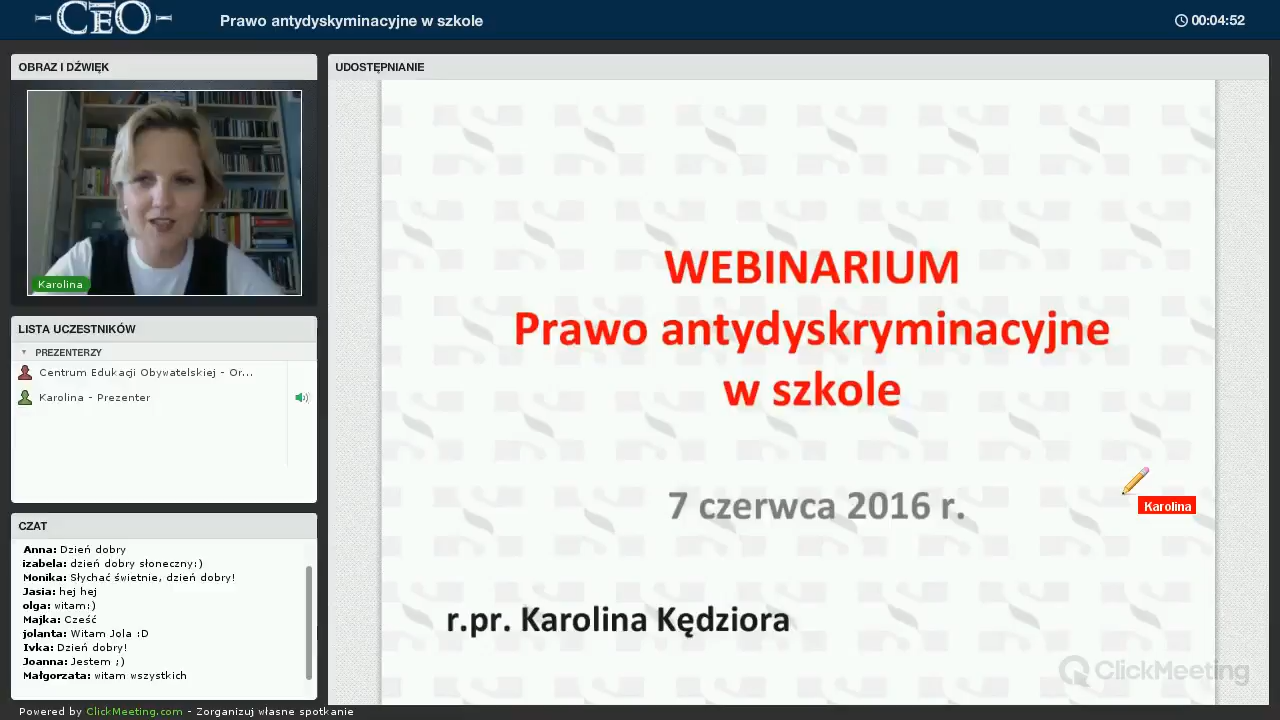 CEO
Prawo antydyskyminacyjne w szkole
00:04:52
OBRAZ I DŹWIĘK
Karolina
LISTA UCZESTNIKÓW
PREZENTERZY
Centrum Edukacji Obywatelskiej - Or...
Karolina - Prezenter
CZAT
Anna: Dzień dobry
izabela: dzień dobry słoneczny:)
Monika: Słychać świetnie, dzień dobry!
Jasia: hej hej
olga: witam:)
Majka: Cześć
jolanta: Witam Jola :D
Ivka: Dzień dobry!
Joanna: Jestem ;)
Małgorzata: witam wszystkich
UDOSTĘPNIANIE
WEBINARIUM
Prawo antydyskryminacyjne
w szkole
7 czerwca 2016 r.
Karolina
r.pr. Karolina Kędziora
ClickMeeting
Powered by ClickMeeting.com - Zorganizuj własne spotkanie